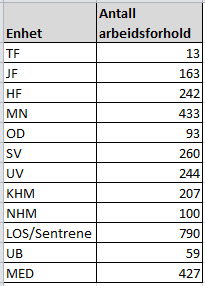 Enhet Antall arbeidsforhold
TF 13
JF 163
HF 242
MN 433
OD 93
SV 260
UV 244
KHM 207
NHM 100
LOS/Sentrene 790
UB 59
MED 427